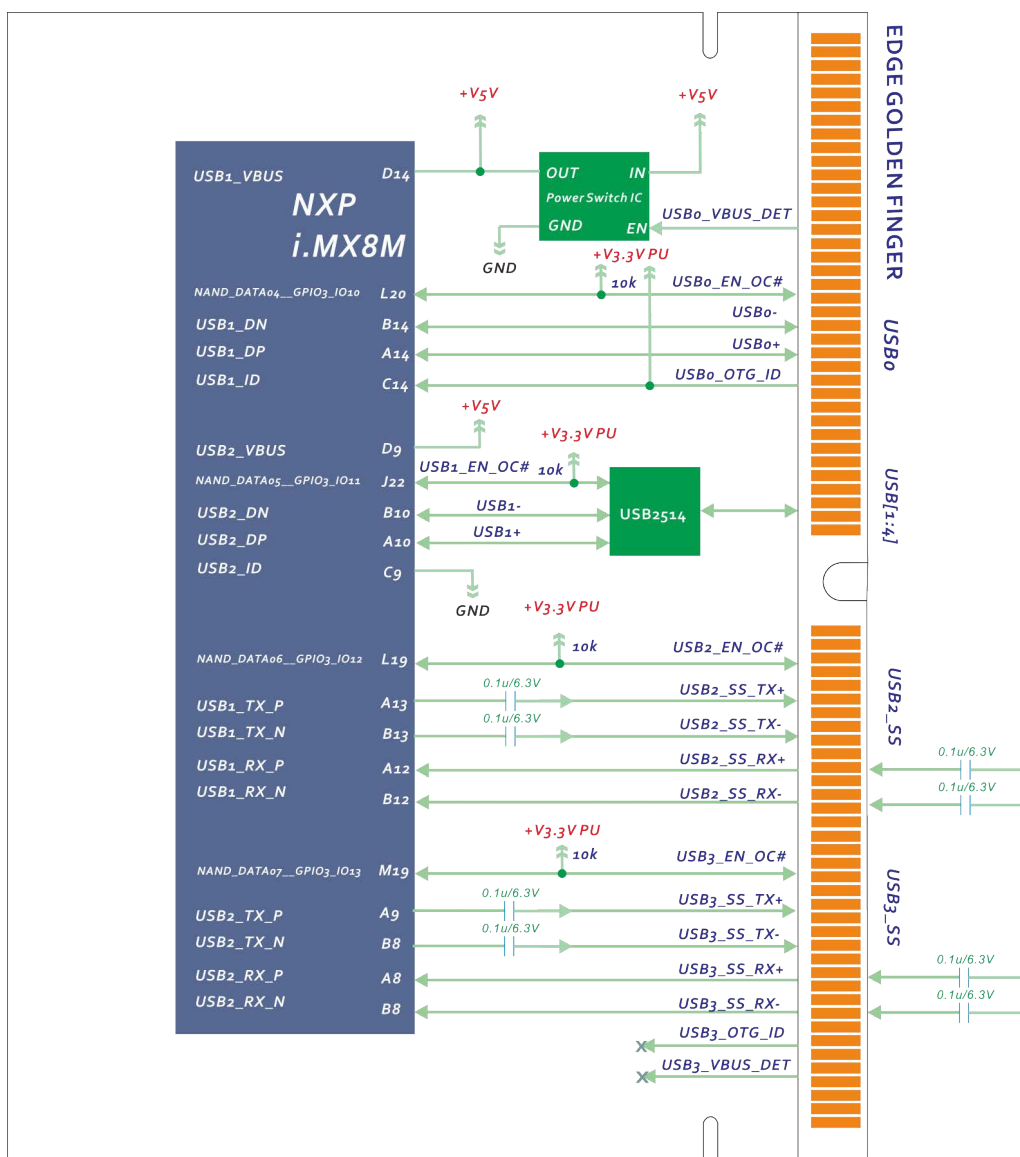 EDGE GOLDEN FINGER
+V5V
+V5V
USB1_VBUS
D14
OUT
IN
Power Switch IC
GND
EN
NXP
i.MX8M
USB0_VBUS_DET
GND
+V3.3V PU
10k
NAND_DATA04__GPIO3_IO10
L20
USB0_EN_OC#
USB1_DN
B14
USB0-
USB1_DP
A14
USB0+
USB1_ID
C14
USB0_OTG_ID
USB0
+V5V
USB2_VBUS
D9
+V3.3V PU
USB1_EN_OC#
10k
NAND_DATA05__GPIO3_IO11
J22
USB2_DN
B10
USB1-
USB2514
USB2_DP
A10
USB1+
USB[1:4]
USB2_ID
C9
GND
+V3.3V PU
10k
NAND_DATA06__GPIO3_IO12
L19
USB2_EN_OC#
0.1u/6.3V
USB1_TX_P
A13
USB2_SS_TX+
0.1u/6.3V
USB1_TX_N
B13
USB2_SS_TX-
USB1_RX_P
A12
USB2_SS_RX+
USB1_RX_N
B12
USB2_SS_RX-
USB2_SS
0.1u/6.3V
0.1u/6.3V
+V3.3V PU
10k
NAND_DATA07__GPIO3_IO13
M19
USB3_EN_OC#
0.1u/6.3V
USB2_TX_P
A9
USB3_SS_TX+
0.1u/6.3V
USB2_TX_N
B8
USB3_SS_TX-
USB2_RX_P
A8
USB3_SS_RX+
USB2_RX_N
B8
USB3_SS_RX-
USB3_SS
0.1u/6.3V
0.1u/6.3V
USB3_OTG_ID
X
USB3_VBUS_DET
X